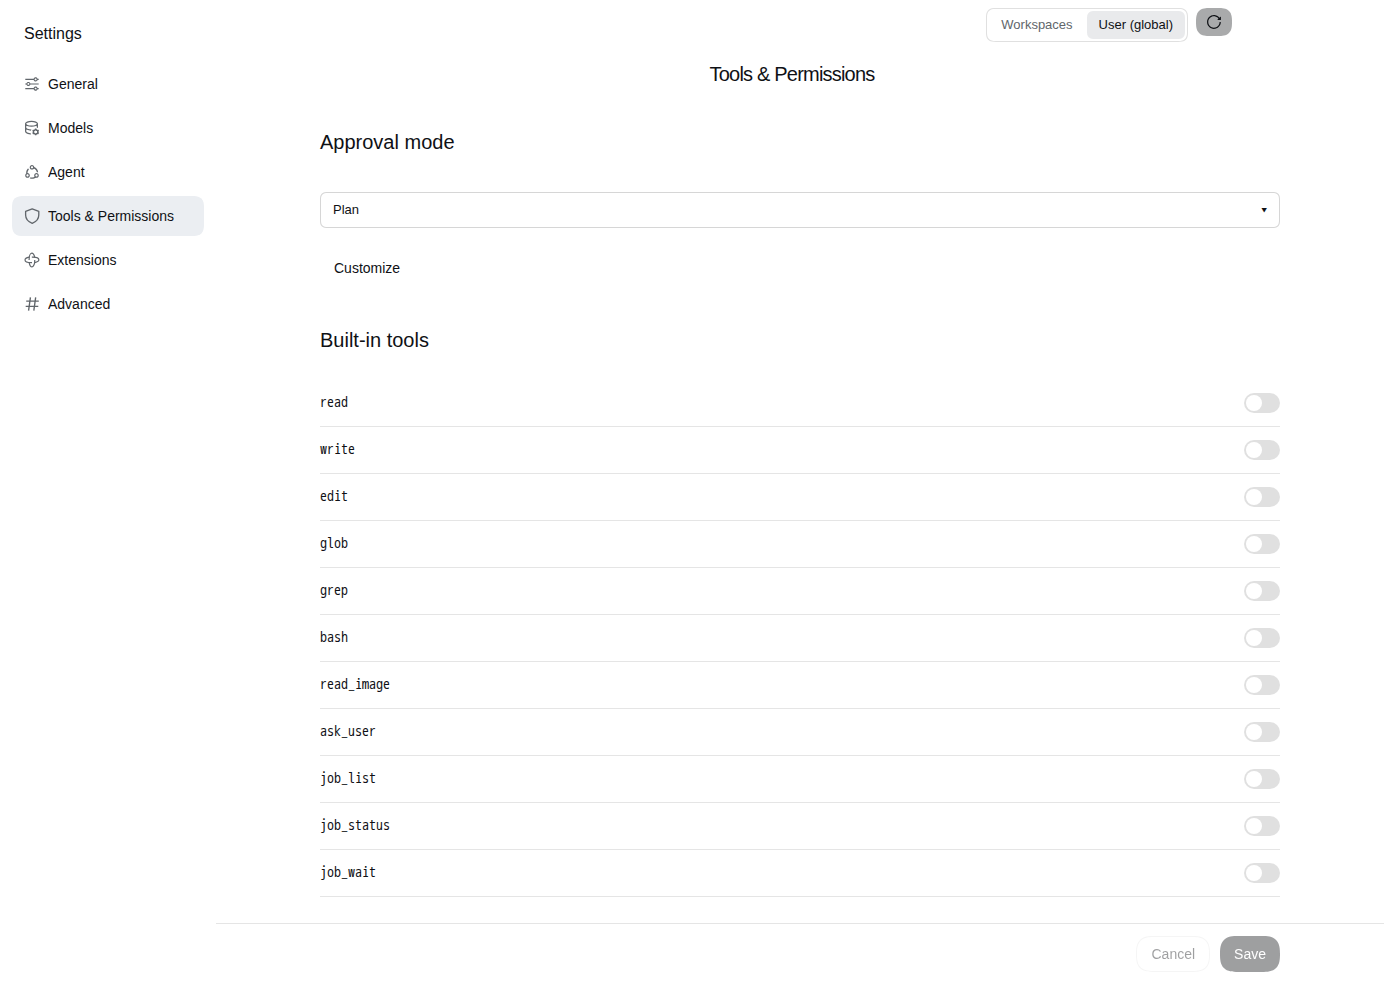 Settings
General
Models
Agent
Tools & Permissions
Extensions
Advanced
Workspaces
User (global)
Tools & Permissions
Approval mode
Plan
Customize
Built-in tools
read
write
edit
glob
grep
bash
read_image
ask_user
job_list
job_status
job_wait
Cancel
Save